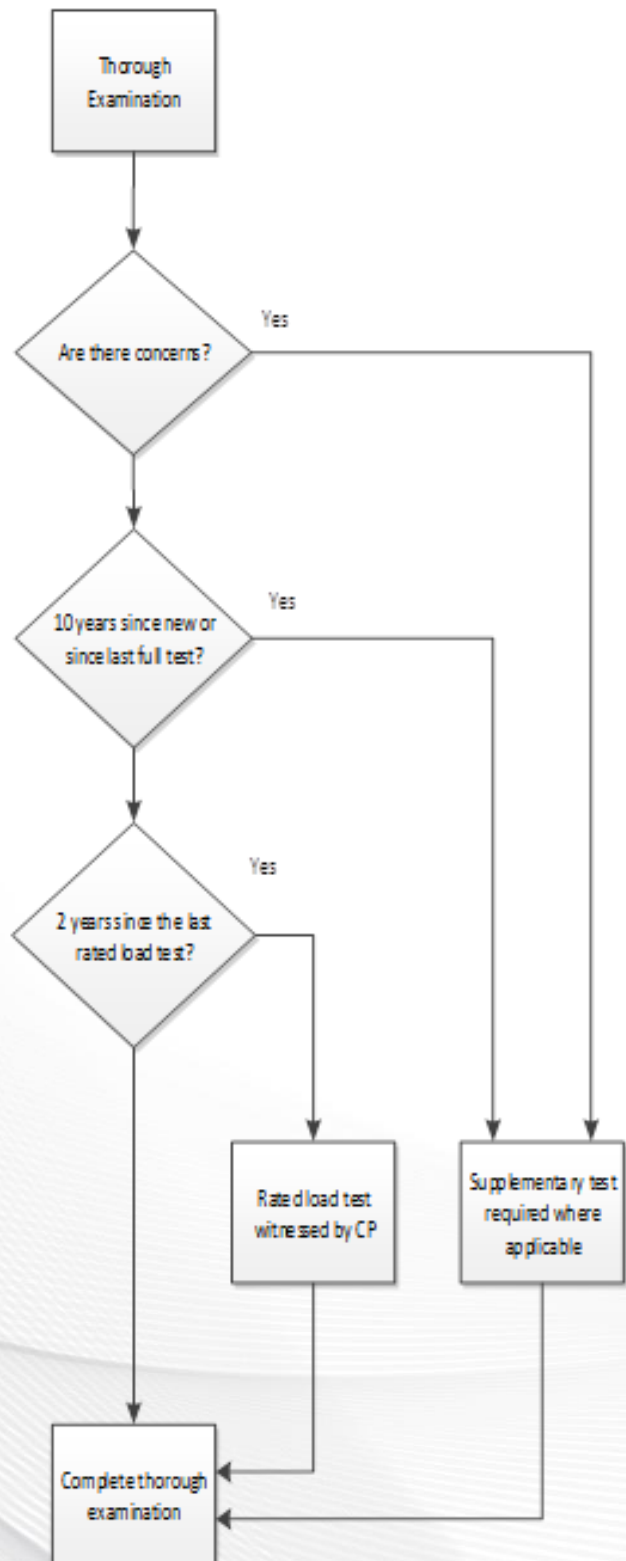 Thorough
Examination
Yes
Are there concerns?
Yes
10 years since new or
since last full test?
Yes
2 years since the last
rated load test?
Rated load test
witnessed by CP
Supplementary test
required where
applicable
Complete thorough
examination